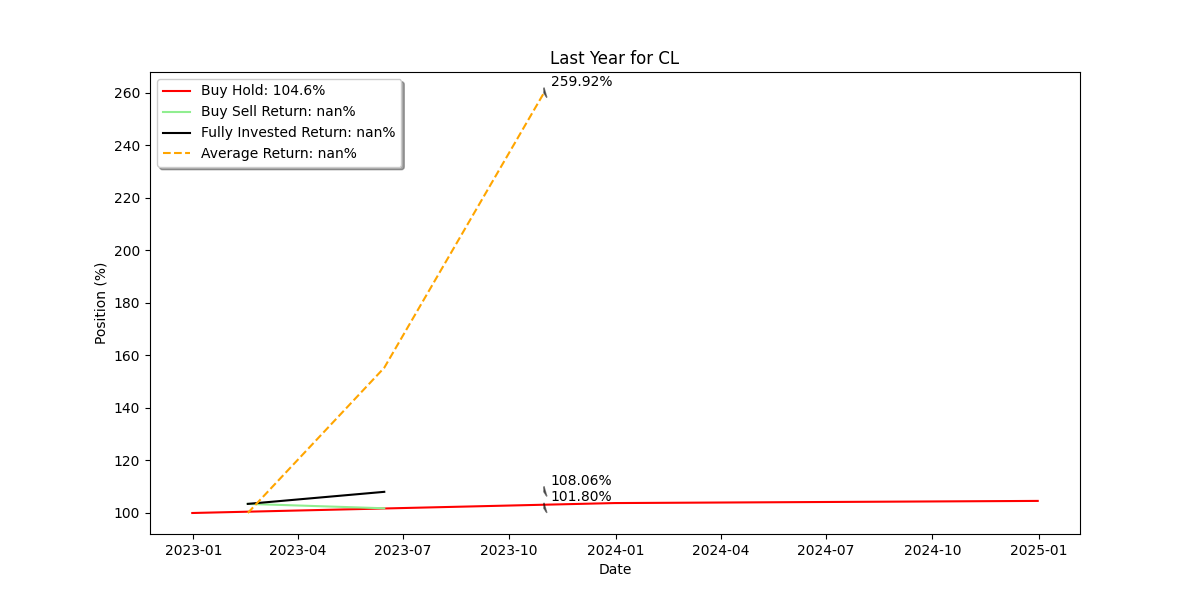 Last Year for CL
Buy Hold: 104.6%
Buy Sell Return: nan%
Fully Invested Return: nan%
Average Return: nan%
259.92%
108.06%
101.80%
Position (%)
260
240
220
200
180
160
140
120
100
2023-01 2023-04 2023-07 2023-10 2024-01 2024-04 2024-07 2024-10 2025-01
Date